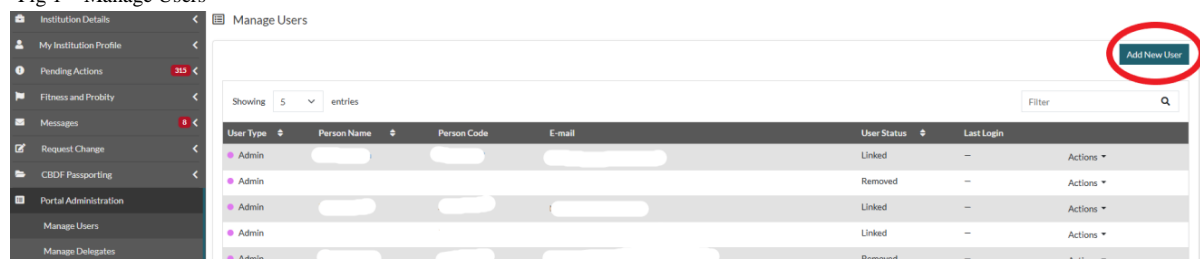 Fig 1 – Manage Users
Institution Details
My Institution Profile
Pending Actions 315
Fitness and Probity
Messages 8
Request Change
CBDF Passporting
Portal Administration
Manage Users
Manage Delegates
Manage Users
Add New User
Showing 5 entries
Filter
User Type Person Name Person Code E-mail User Status Last Login
Admin Linked – Actions
Admin Removed – Actions
Admin Linked – Actions
Admin Linked – Actions
Admin Removed – Actions